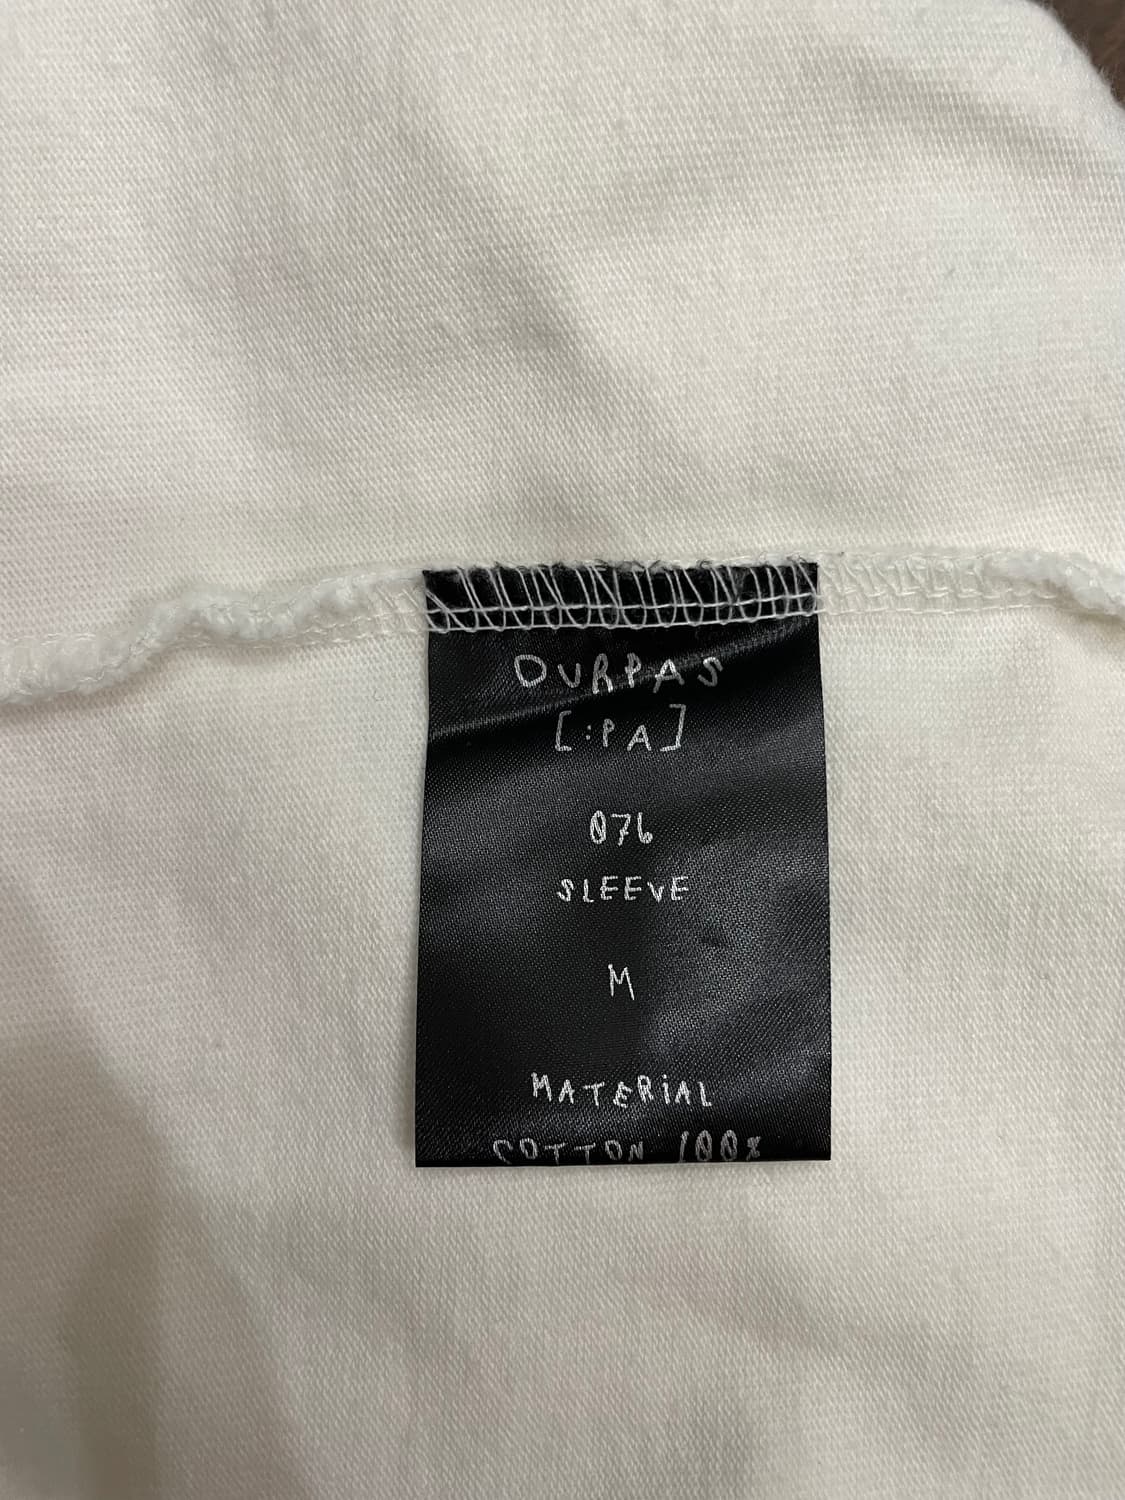 OURPAS
[:PA]
076
SLEEVE
M
MATERiAL
COTTON 100%